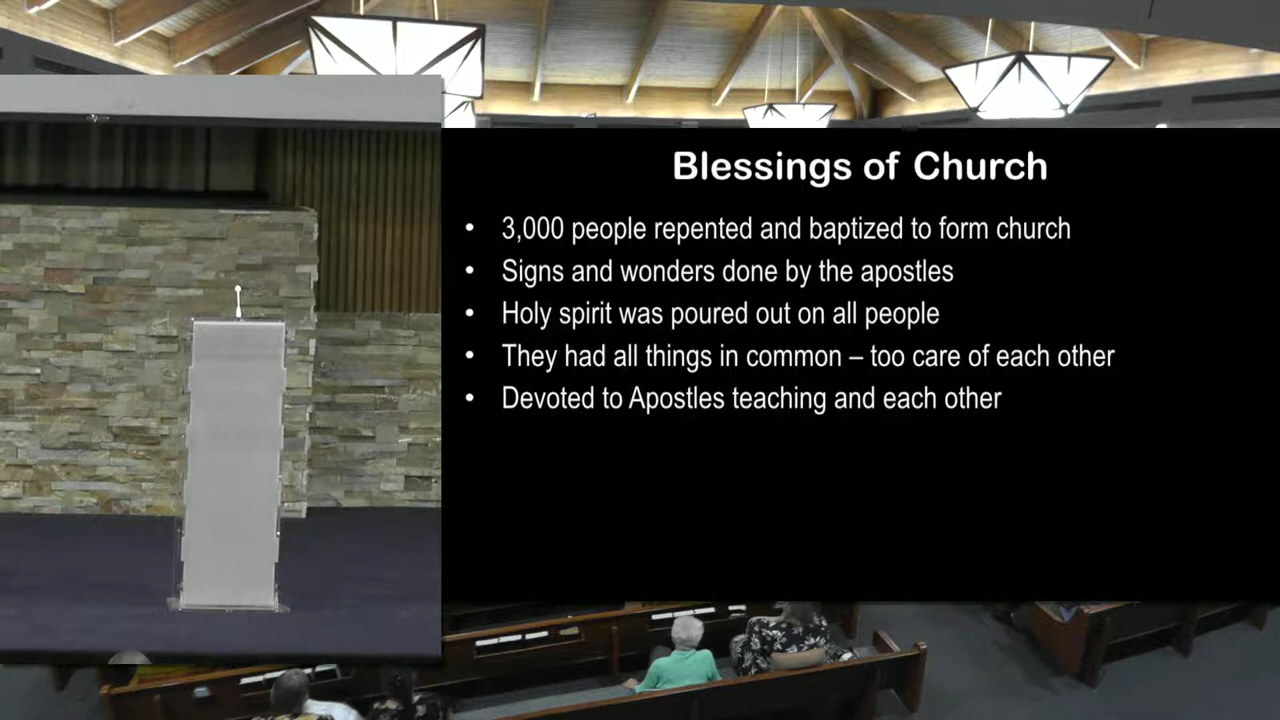 Blessings of Church
• 3,000 people repented and baptized to form church
• Signs and wonders done by the apostles
• Holy spirit was poured out on all people
• They had all things in common – too care of each other
• Devoted to Apostles teaching and each other